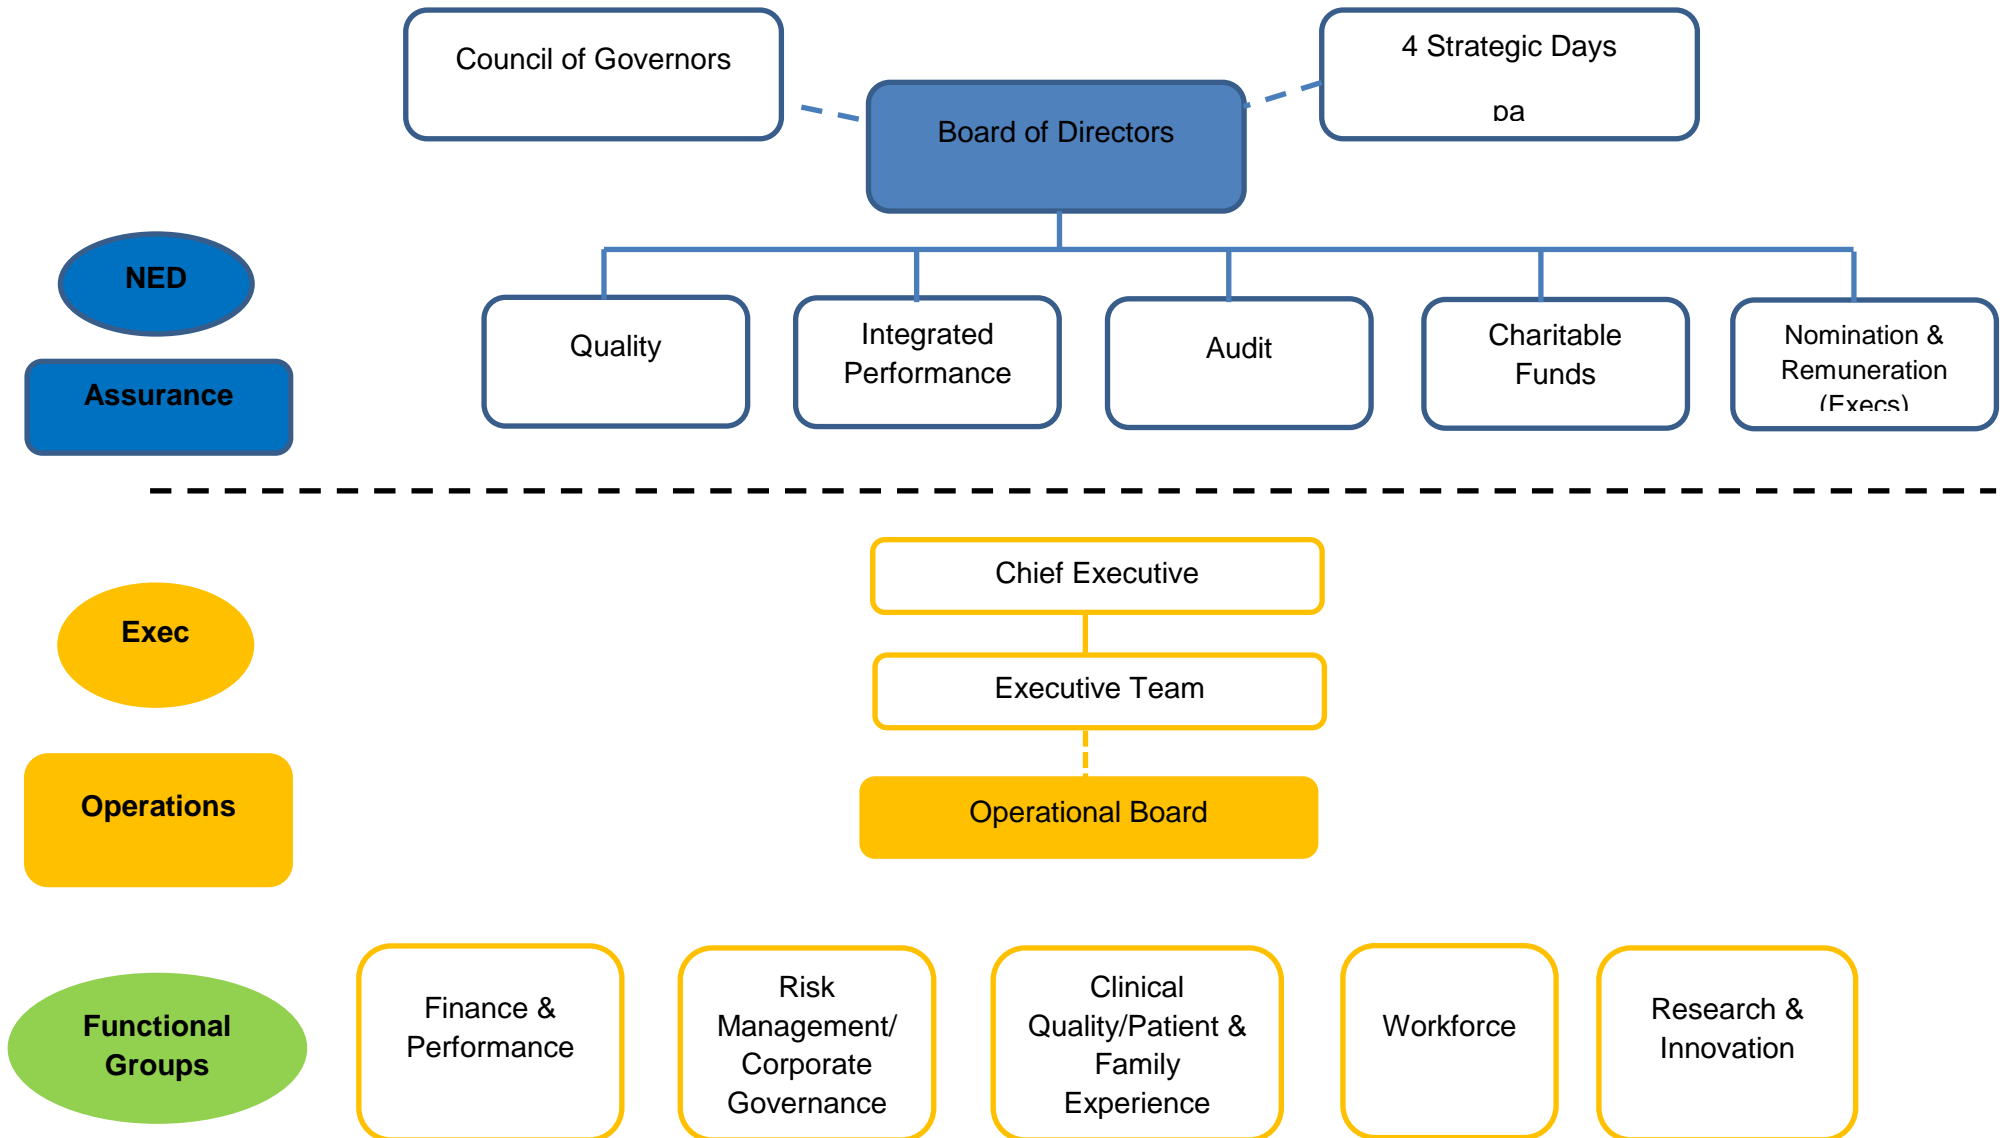 Council of Governors
4 Strategic Days
pa
Board of Directors
NED
Assurance
Quality
Integrated
Performance
Audit
Charitable
Funds
Nomination &
Remuneration
(Execs)
Exec
Chief Executive
Executive Team
Operations
Operational Board
Functional
Groups
Finance &
Performance
Risk
Management/
Corporate
Governance
Clinical
Quality/Patient &
Family
Experience
Workforce
Research &
Innovation